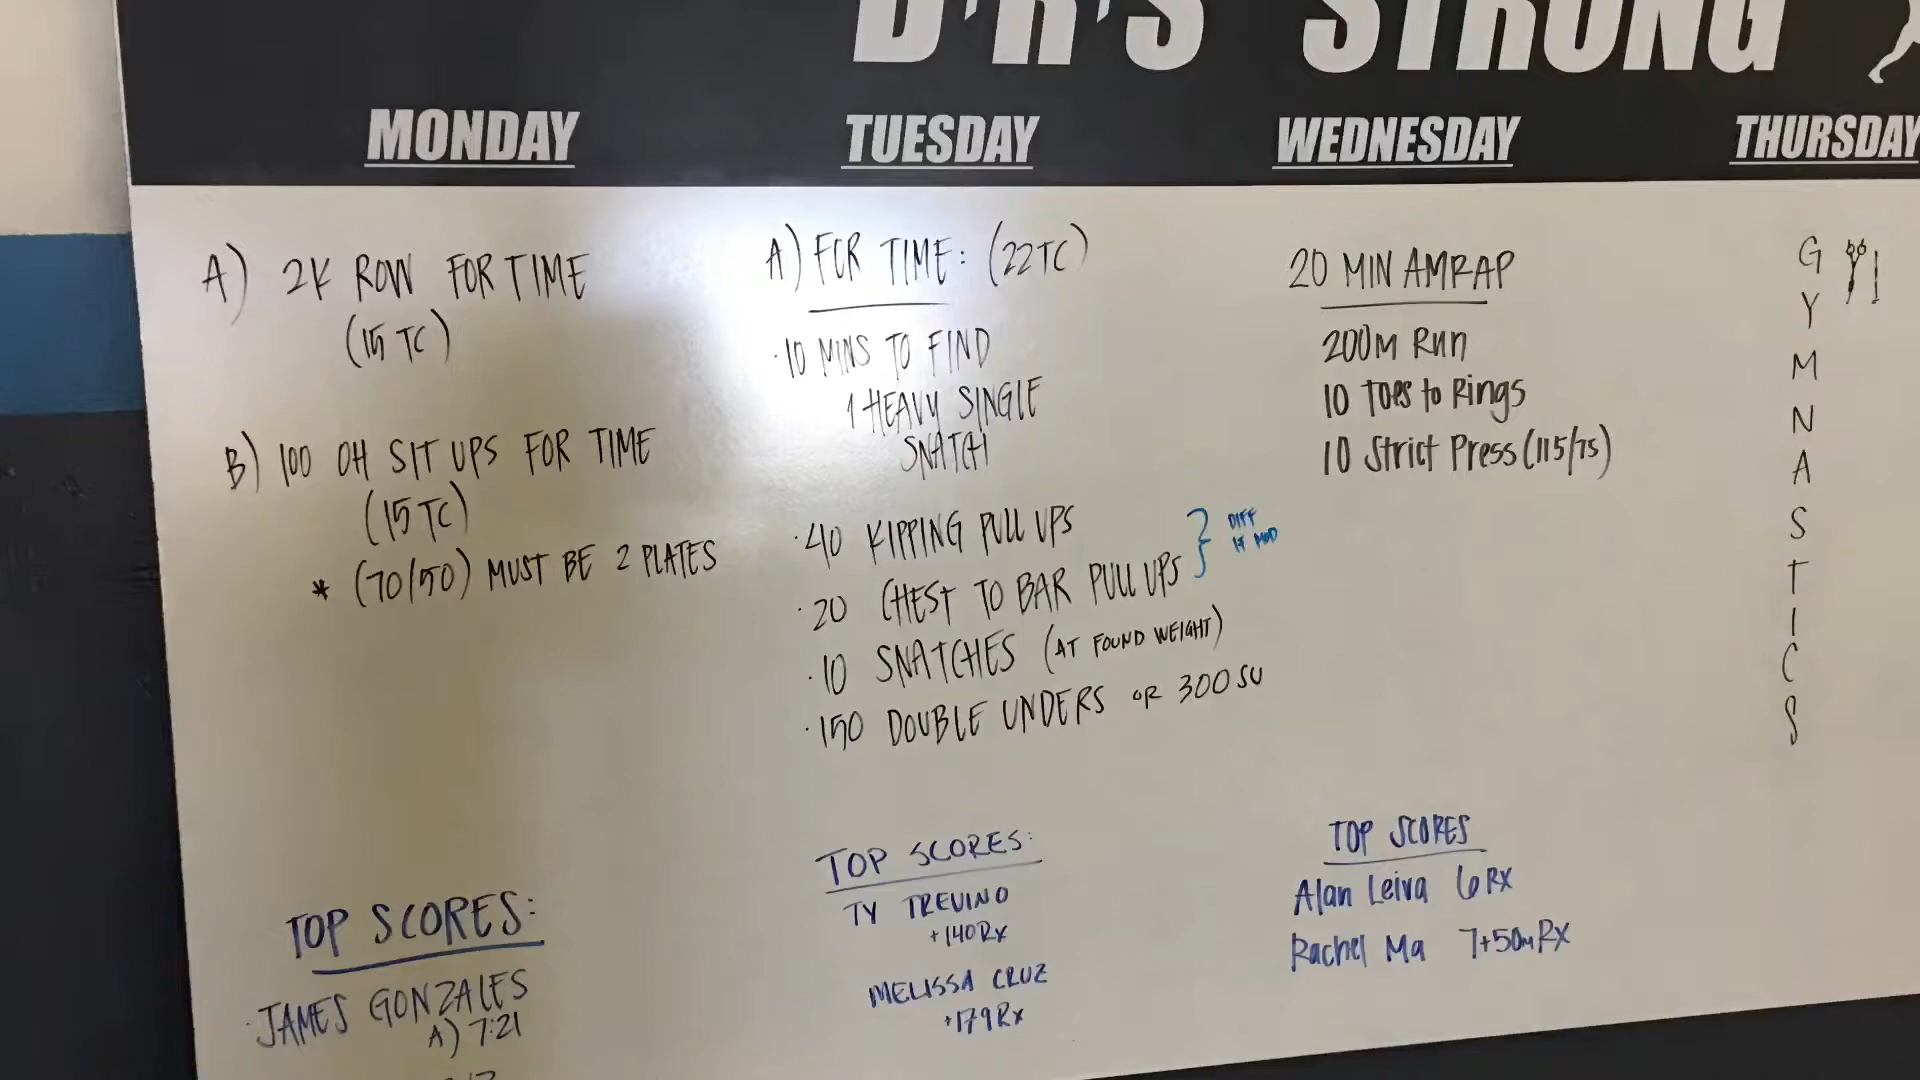 D'R'S STRONG
MONDAY
A) 2K ROW FOR TIME
(15 TC)
B) 100 OH SIT UPS FOR TIME
(15 TC)
* (70/50) MUST BE 2 PLATES
TOP SCORES:
· JAMES GONZALES
A) 7:21
TUESDAY
A) FOR TIME: (22TC)
· 10 MINS TO FIND
1 HEAVY SINGLE
SNATCH
· 40 KIPPING PULL UPS
· 20 CHEST TO BAR PULL UPS
} DIFF
IF MOD
· 10 SNATCHES (AT FOUND WEIGHT)
· 150 DOUBLE UNDERS OR 300 SU
TOP SCORES:
TY TREVINO
+140 Rx
MELISSA CRUZ
+179 Rx
WEDNESDAY
20 MIN AMRAP
200M Run
10 Toes to Rings
10 Strict Press (115/75)
TOP SCORES
Alan Leiva 6 RX
Rachel Ma 7+50m RX
THURSDAY
G
Y
M
N
A
S
T
I
C
S